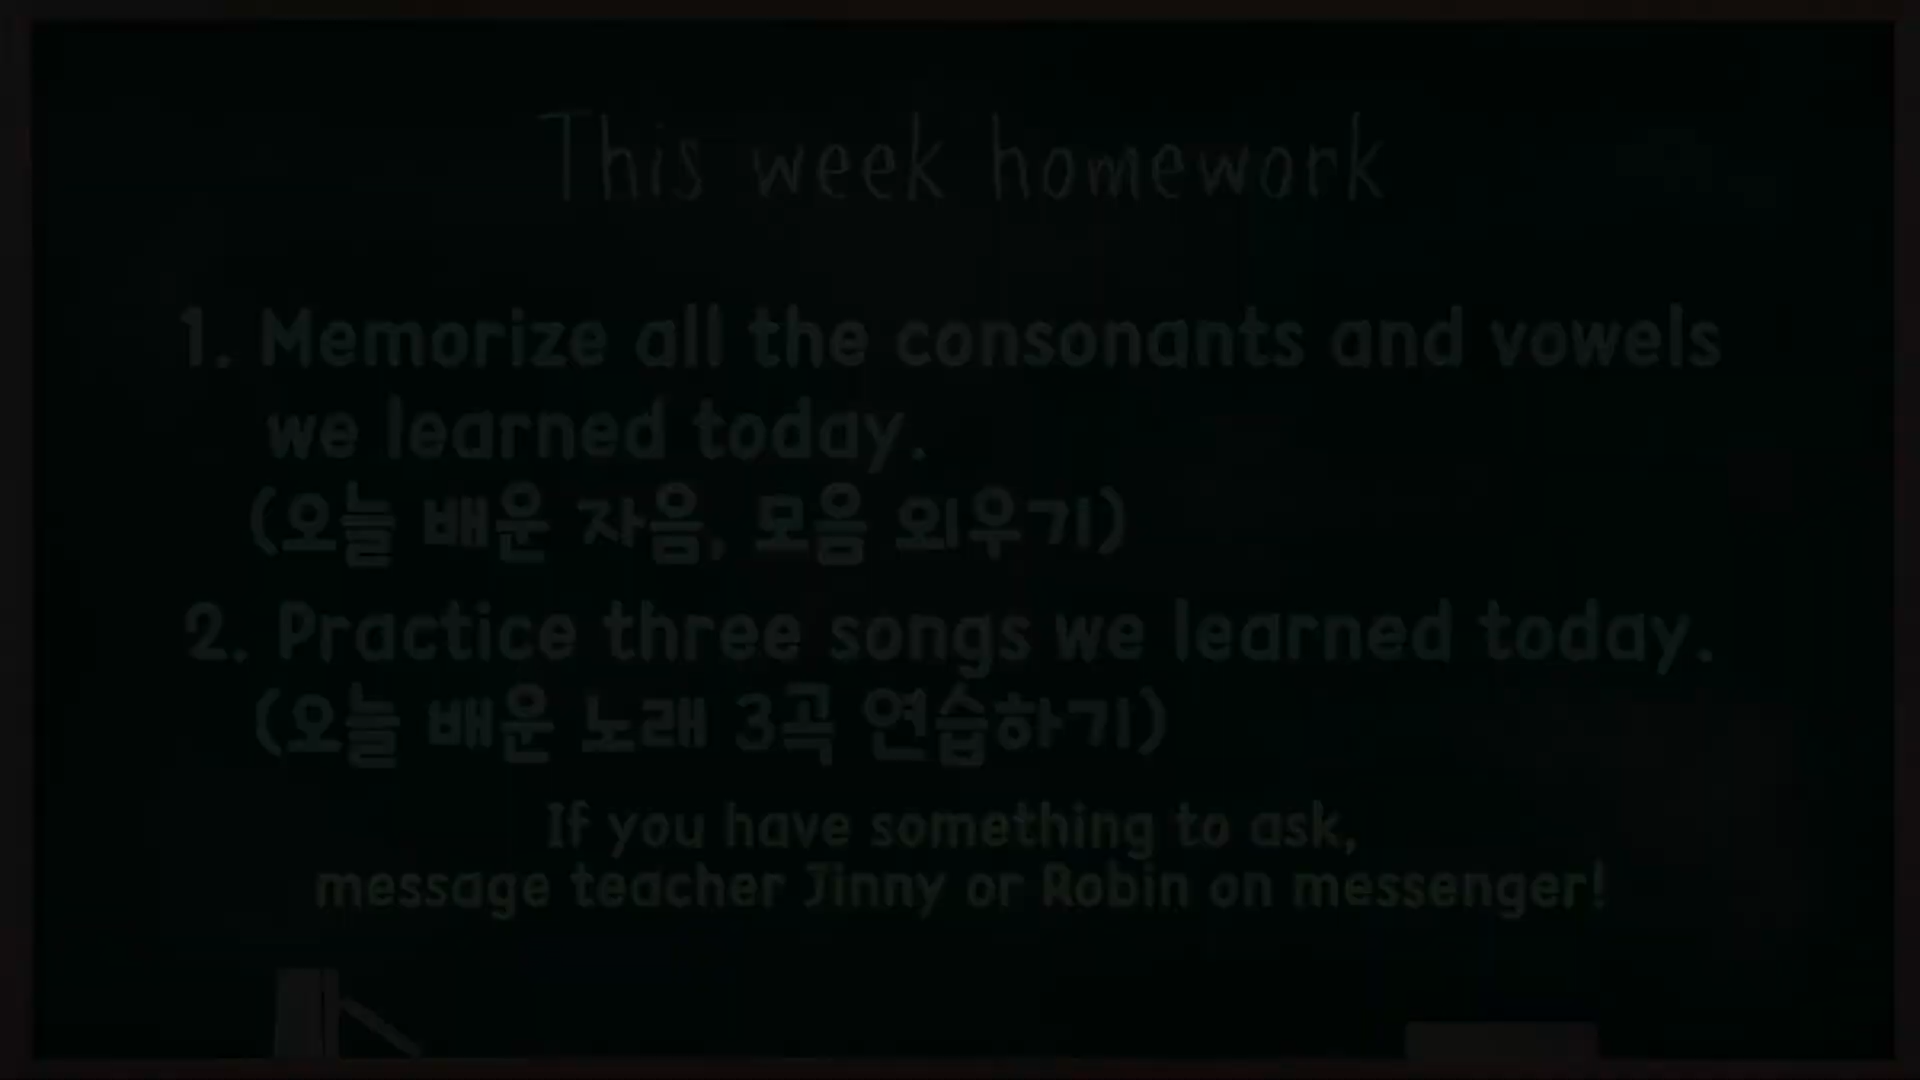 This week homework
1. Memorize all the consonants and vowels
we learned today.
(오늘 배운 자음, 모음 외우기)
2. Practice three songs we learned today.
(오늘 배운 노래 3곡 연습하기)
If you have something to ask,
message teacher Jinny or Robin on messenger!